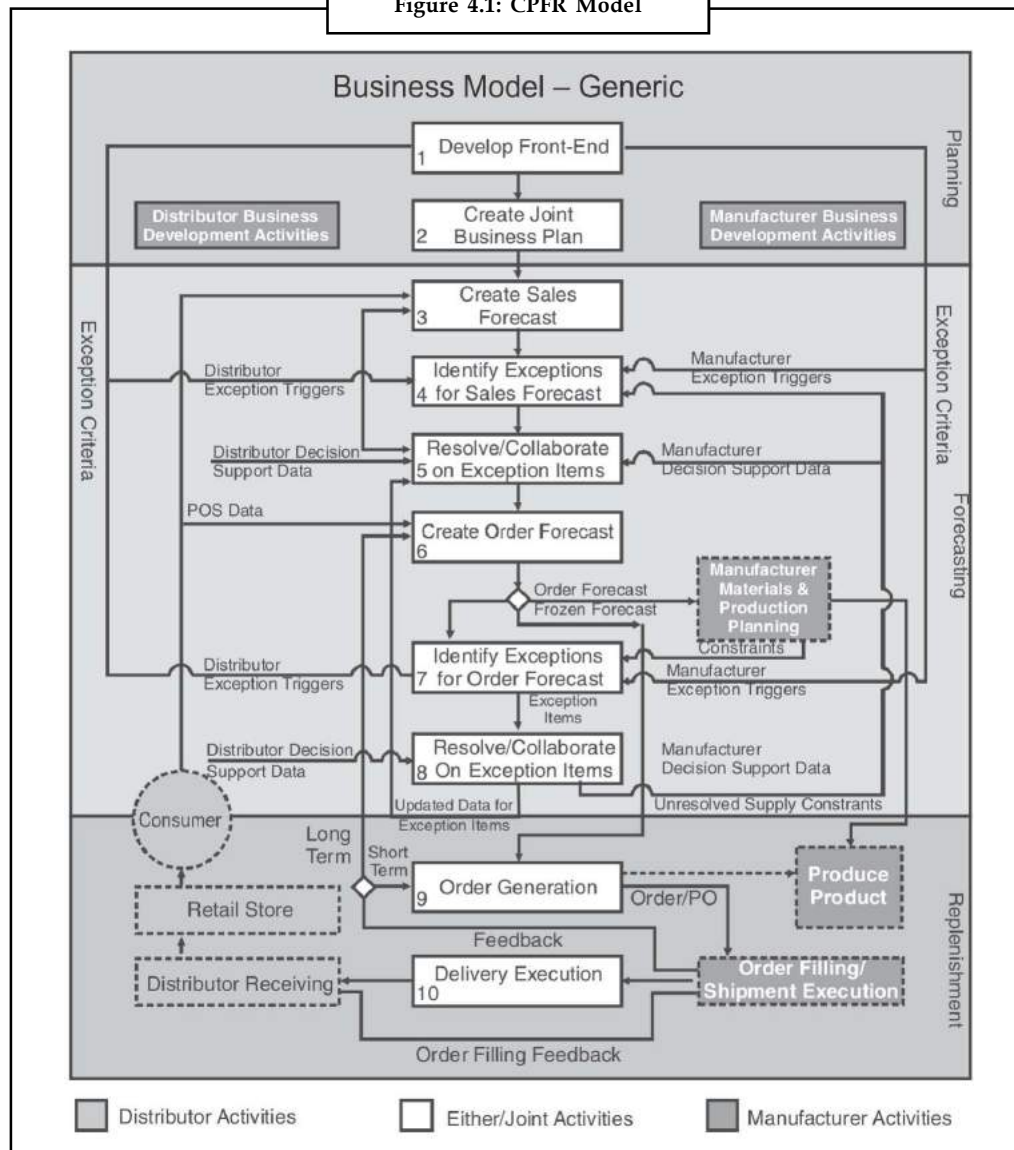 Figure 4.1: CPFR Model
Business Model – Generic
Planning
Develop Front-End
1
Distributor Business
Development Activities
Create Joint
Business Plan
2
Manufacturer Business
Development Activities
Exception Criteria
Exception Criteria
Forecasting
Create Sales
Forecast
3
Distributor
Exception Triggers
Identify Exceptions
for Sales Forecast
4
Manufacturer
Exception Triggers
Distributor Decision
Support Data
Resolve/Collaborate
on Exception Items
5
Manufacturer
Decision Support Data
POS Data
Create Order Forecast
6
Order Forecast
Frozen Forecast
Manufacturer
Materials &
Production
Planning
Constraints
Distributor
Exception Triggers
Identify Exceptions
for Order Forecast
7
Manufacturer
Exception Triggers
Exception
Items
Distributor Decision
Support Data
Resolve/Collaborate
On Exception Items
8
Manufacturer
Decision Support Data
Updated Data for
Exception Items
Unresolved Supply Constrants
Consumer
Long
Term
Short
Term
Replenishment
Order Generation
9
Order/PO
Produce
Product
Retail Store
Feedback
Distributor Receiving
Delivery Execution
10
Order Filling/
Shipment Execution
Order Filling Feedback
Distributor Activities
Either/Joint Activities
Manufacturer Activities